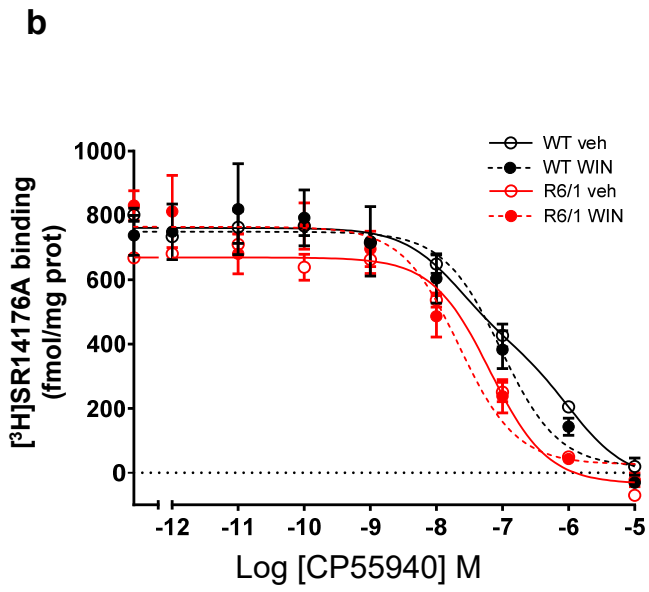 b
WT veh
WT WIN
R6/1 veh
R6/1 WIN
[³H]SR14176A binding
(fmol/mg prot)
1000
800
600
400
200
0
-12 -11 -10 -9 -8 -7 -6 -5
Log [CP55940] M